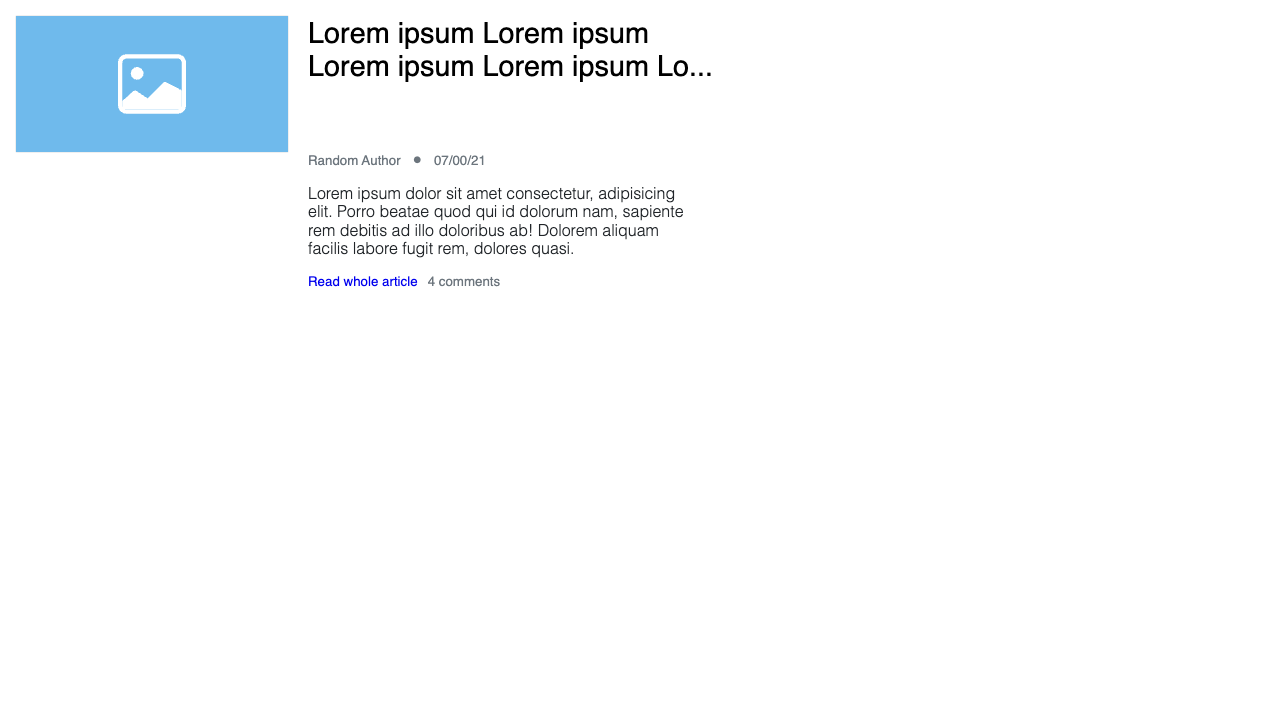 Lorem ipsum Lorem ipsum
Lorem ipsum Lorem ipsum Lo...
Random Author ● 07/00/21
Lorem ipsum dolor sit amet consectetur, adipisicing
elit. Porro beatae quod qui id dolorum nam, sapiente
rem debitis ad illo doloribus ab! Dolorem aliquam
facilis labore fugit rem, dolores quasi.
Read whole article 4 comments